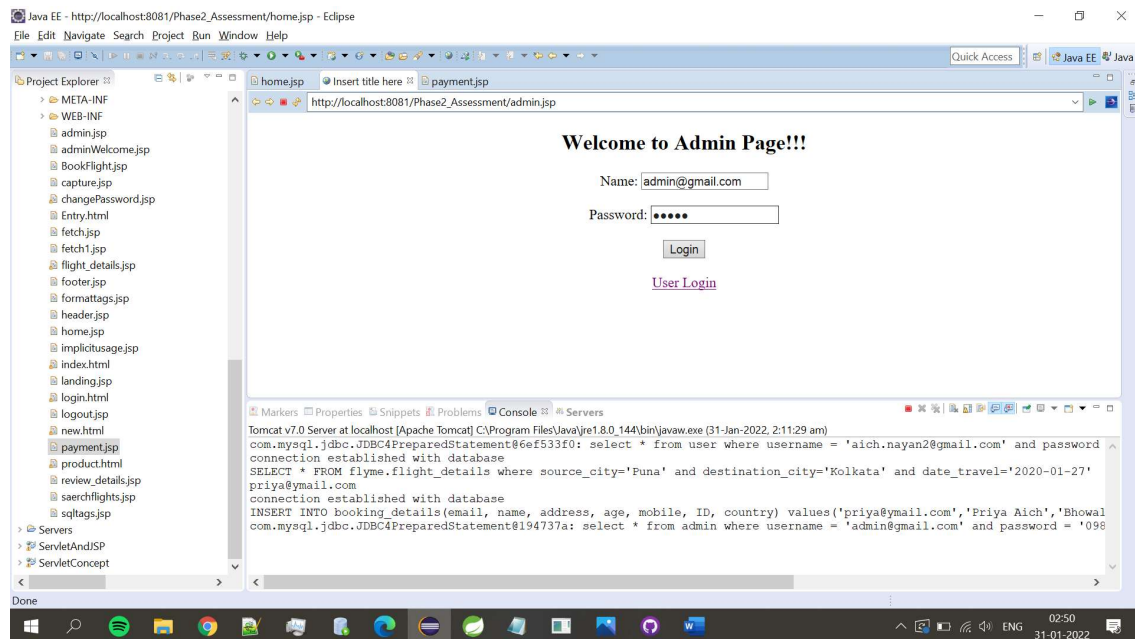 Java EE - http://localhost:8081/Phase2_Assessment/home.jsp - Eclipse
File Edit Navigate Search Project Run Window Help
Quick Access
Java EE
Java
Project Explorer
META-INF
WEB-INF
admin.jsp
adminWelcome.jsp
BookFlight.jsp
capture.jsp
changePassword.jsp
Entry.html
fetch.jsp
fetch1.jsp
flight_details.jsp
footer.jsp
formattags.jsp
header.jsp
home.jsp
implicitusage.jsp
index.html
landing.jsp
login.html
logout.jsp
new.html
payment.jsp
product.html
review_details.jsp
saerchflights.jsp
sqltags.jsp
Servers
ServletAndJSP
ServletConcept
home.jsp Insert title here payment.jsp
http://localhost:8081/Phase2_Assessment/admin.jsp
Welcome to Admin Page!!!
Name: admin@gmail.com
Password: •••••
Login
User Login
Markers Properties Snippets Problems Console Servers
Tomcat v7.0 Server at localhost [Apache Tomcat] C:\Program Files\Java\jre1.8.0_144\bin\javaw.exe (31-Jan-2022, 2:11:29 am)
com.mysql.jdbc.JDBC4PreparedStatement@6ef533f0: select * from user where username = 'aich.nayan2@gmail.com' and password
connection established with database
SELECT * FROM flyme.flight_details where source_city='Puna' and destination_city='Kolkata' and date_travel='2020-01-27'
priya@ymail.com
connection established with database
INSERT INTO booking_details(email, name, address, age, mobile, ID, country) values('priya@ymail.com','Priya Aich','Bhowal
com.mysql.jdbc.JDBC4PreparedStatement@194737a: select * from admin where username = 'admin@gmail.com' and password = '098
Done
ENG
02:50
31-01-2022